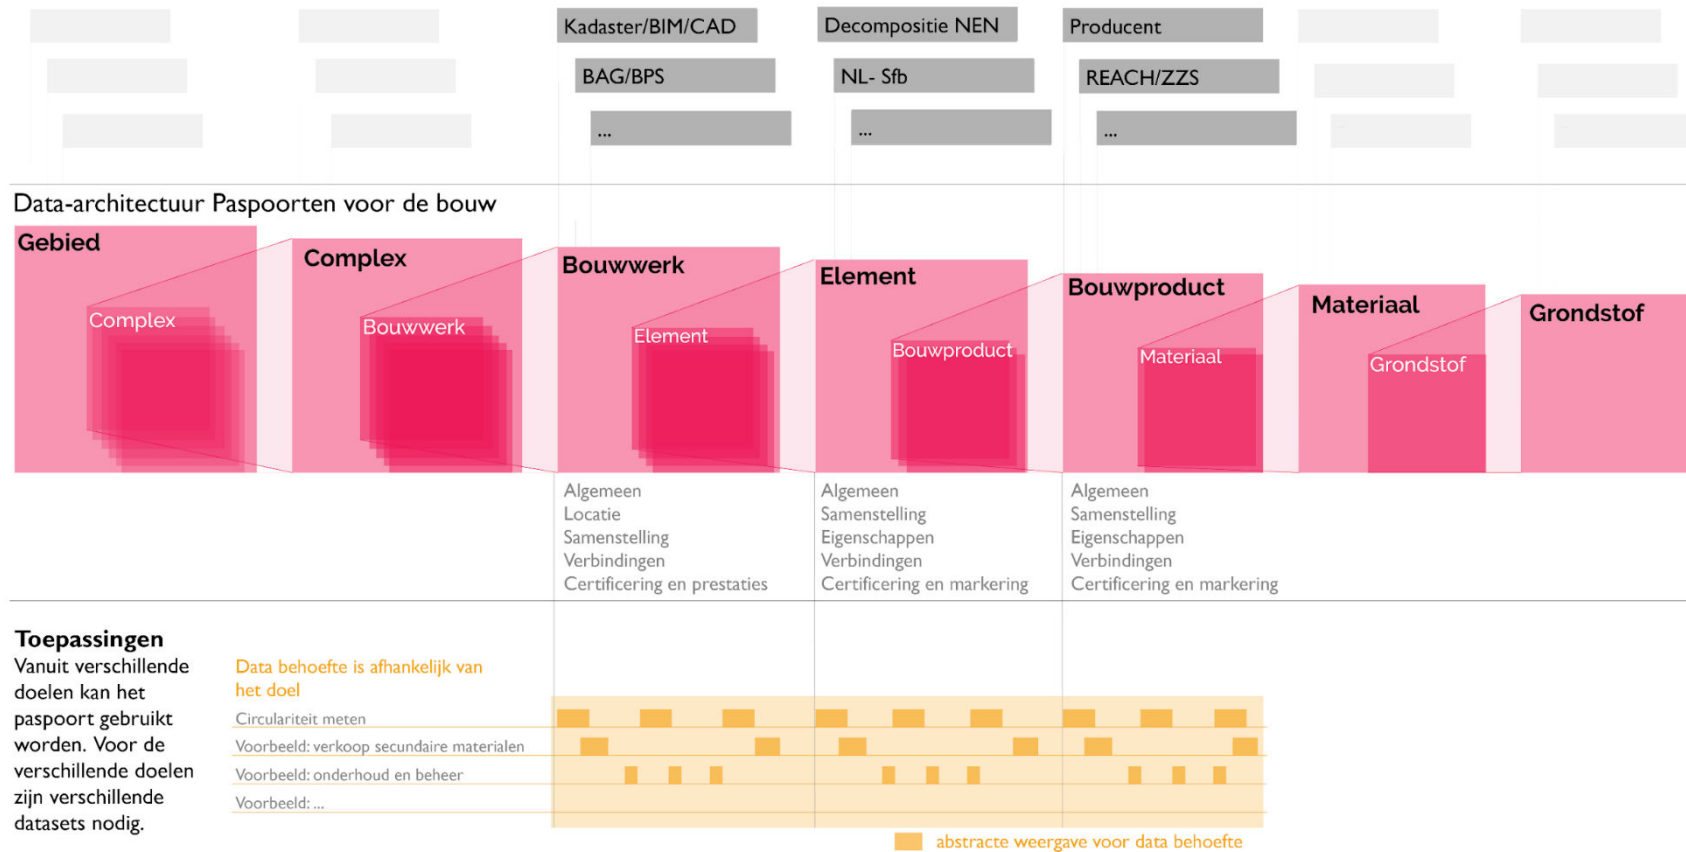 Kadaster/BIM/CAD
BAG/BPS
...
Decompositie NEN
NL- Sfb
...
Producent
REACH/ZZS
...
Data-architectuur Paspoorten voor de bouw
Gebied
Complex
Complex
Bouwwerk
Bouwwerk
Element
Element
Bouwproduct
Bouwproduct
Materiaal
Materiaal
Grondstof
Grondstof
Algemeen
Locatie
Samenstelling
Verbindingen
Certificering en prestaties
Algemeen
Samenstelling
Eigenschappen
Verbindingen
Certificering en markering
Algemeen
Samenstelling
Eigenschappen
Verbindingen
Certificering en markering
Toepassingen
Vanuit verschillende
doelen kan het
paspoort gebruikt
worden. Voor de
verschillende doelen
zijn verschillende
datasets nodig.
Data behoefte is afhankelijk van
het doel
Circulariteit meten
Voorbeeld: verkoop secundaire materialen
Voorbeeld: onderhoud en beheer
Voorbeeld: ...
abstracte weergave voor data behoefte